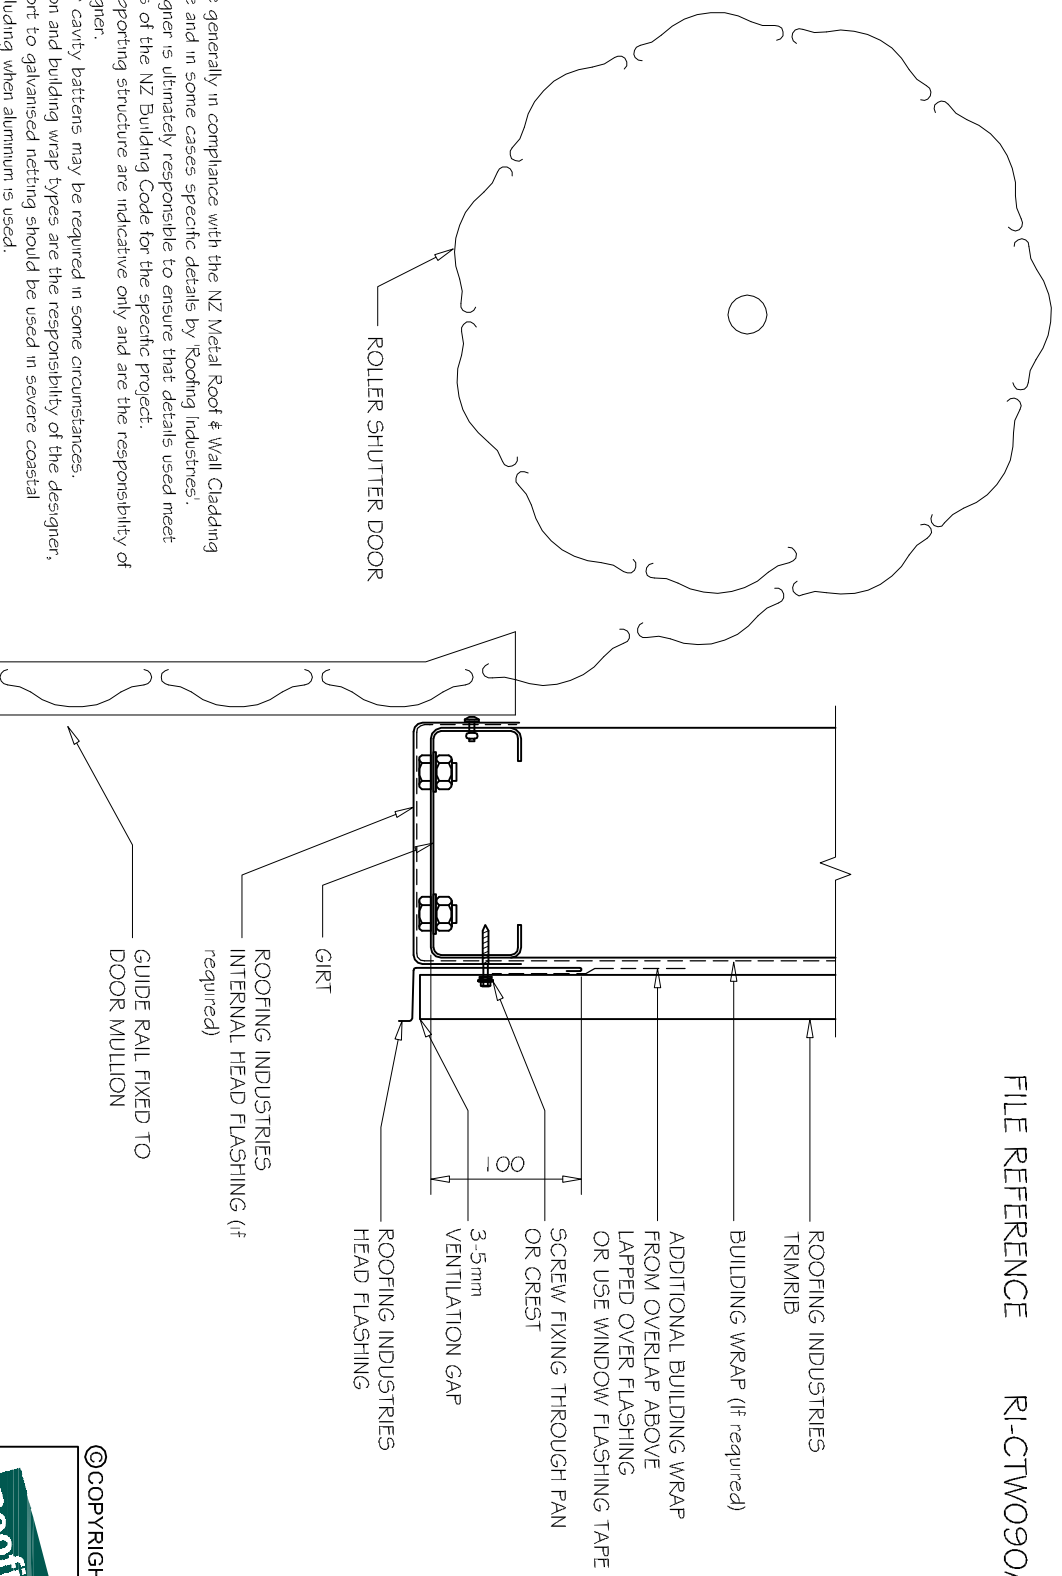 FILE REFERENCE RI-CTW090
ROOFING INDUSTRIES
TRIMRIB
BUILDING WRAP (If required)
ADDITIONAL BUILDING WRAP
FROM OVERLAP ABOVE
LAPPED OVER FLASHING
OR USE WINDOW FLASHING TAPE
SCREW FIXING THROUGH PAN
OR CREST
100
3-5mm
VENTILATION GAP
ROOFING INDUSTRIES
HEAD FLASHING
ROLLER SHUTTER DOOR
GIRT
ROOFING INDUSTRIES
INTERNAL HEAD FLASHING (If
required)
GUIDE RAIL FIXED TO
DOOR MULLION
generally in compliance with the NZ Metal Roof & Wall Cladding
and in some cases specific details by 'Roofing Industries'.
gner is ultimately responsible to ensure that details used meet
s of the NZ Building Code for the specific project.
pporting structure are indicative only and are the responsibility of
gner.
cavity battens may be required in some circumstances.
on and building wrap types are the responsibility of the designer,
ort to galvanised netting should be used in severe coastal
luding when aluminium is used.
©COPYRIGH
Roofi